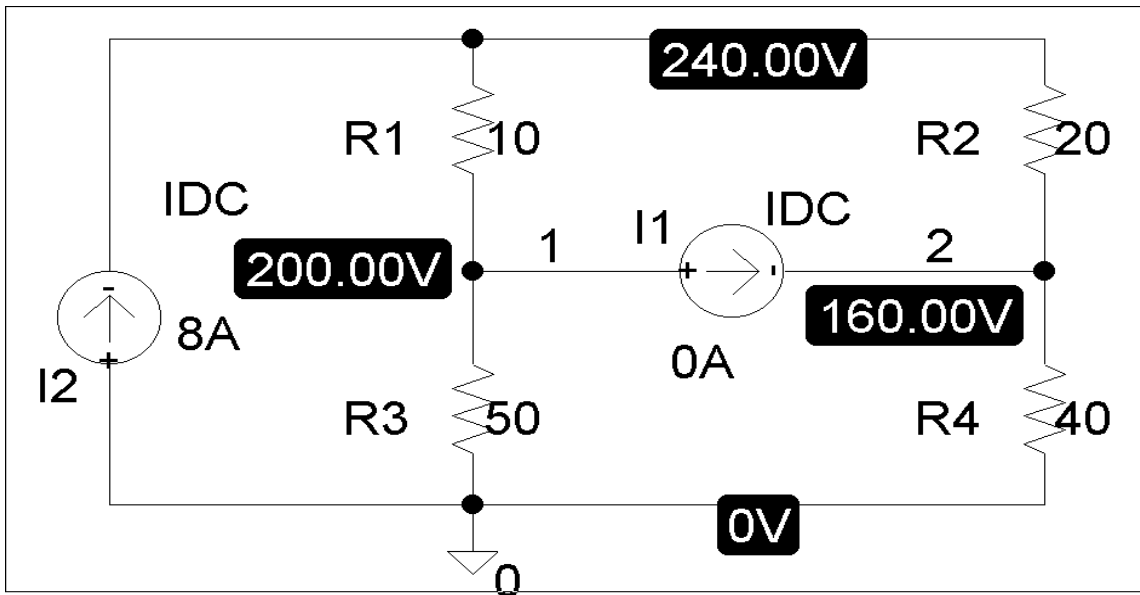 240.00V
R1 10
R2 20
IDC
I1
IDC
1
2
200.00V
160.00V
8A
0A
I2
R3 50
R4 40
0V
0